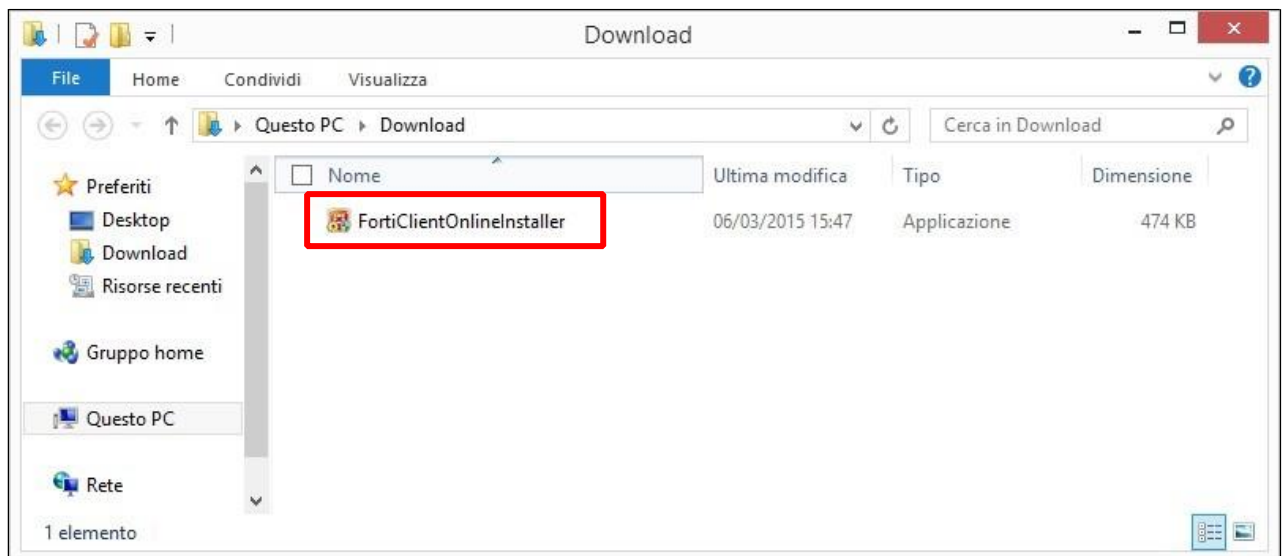 Download
File Home Condividi Visualizza
Questo PC Download Cerca in Download
Nome Ultima modifica Tipo Dimensione
FortiClientOnlineInstaller 06/03/2015 15:47 Applicazione 474 KB
Preferiti
Desktop
Download
Risorse recenti
Gruppo home
Questo PC
Rete
1 elemento